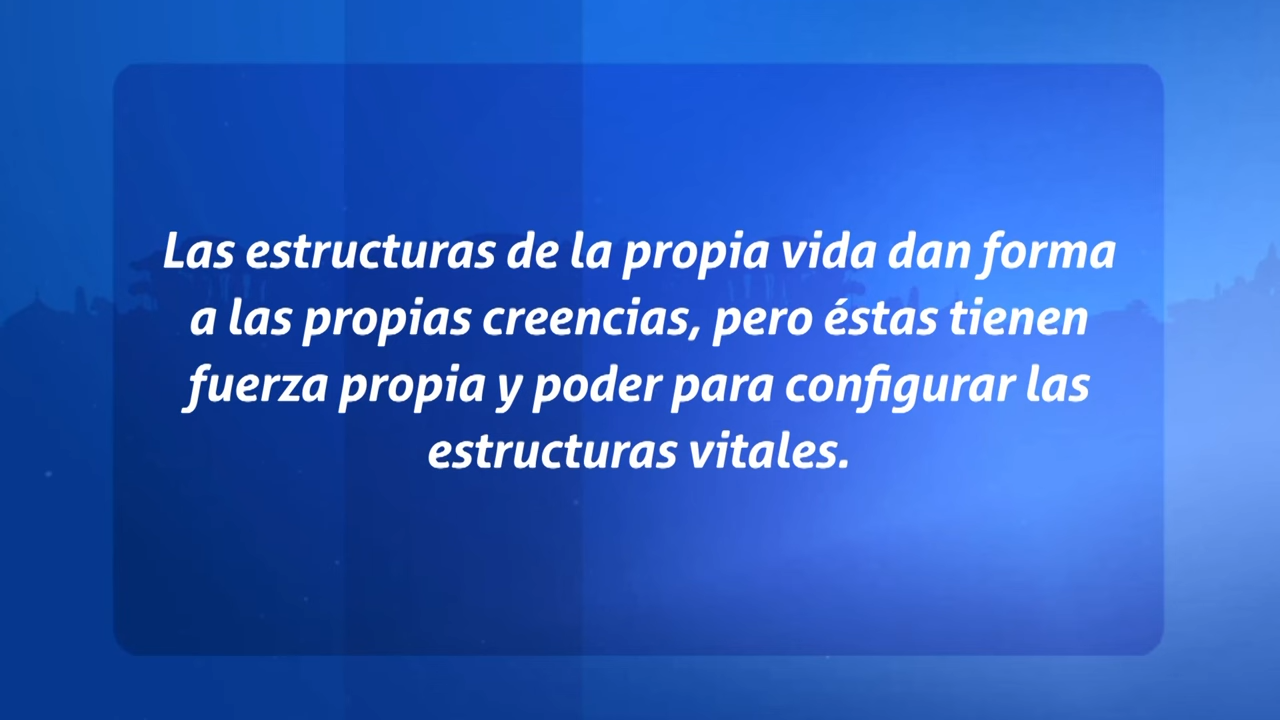 Las estructuras de la propia vida dan forma
a las propias creencias, pero éstas tienen
fuerza propia y poder para configurar las
estructuras vitales.